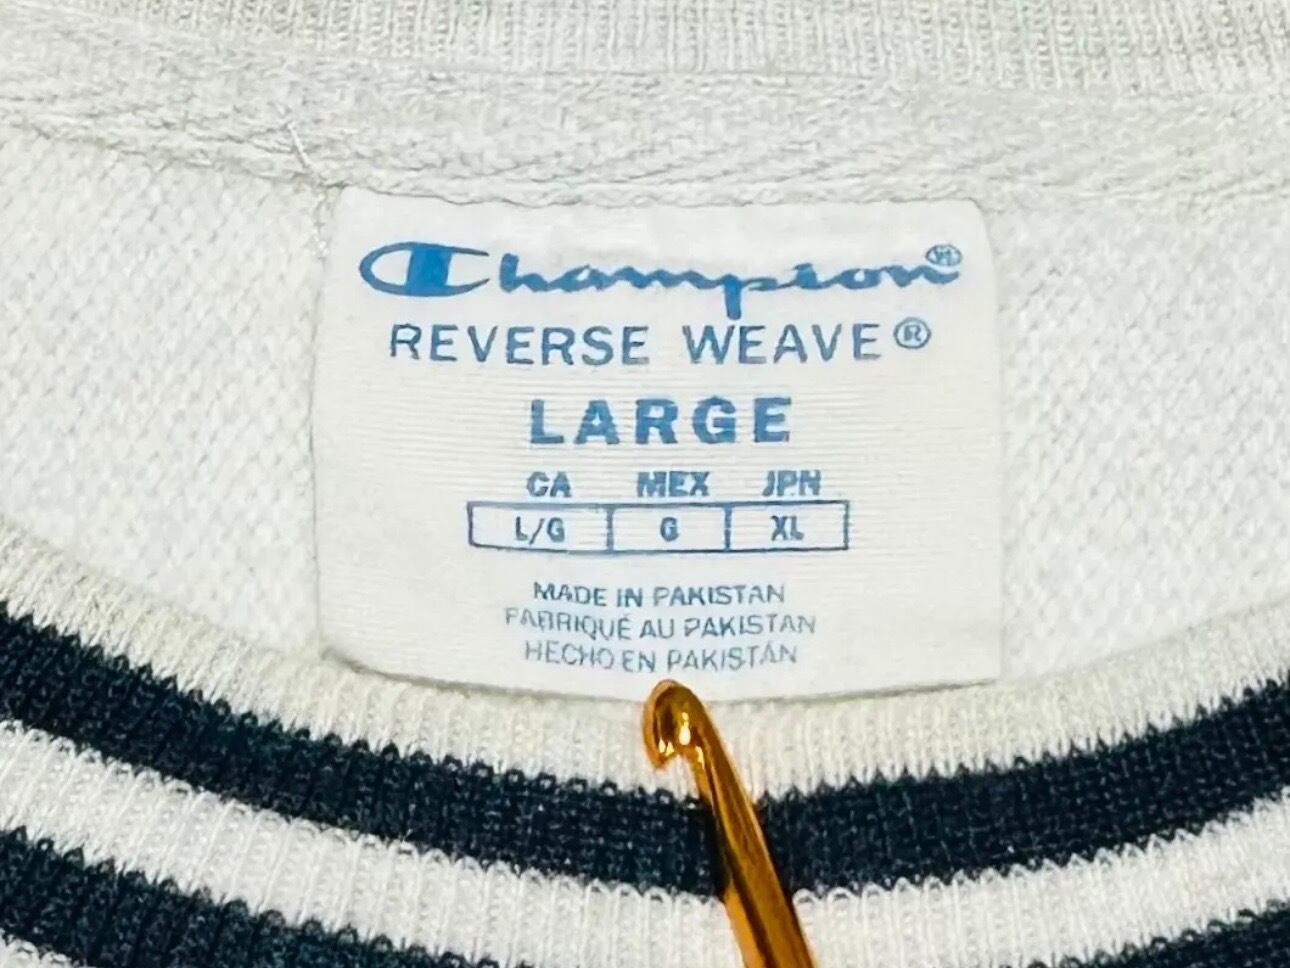 Champion®
REVERSE WEAVE®
LARGE
CA MEX JPN
L/G G XL
MADE IN PAKISTAN
FABRIQUÉ AU PAKISTAN
HECHO EN PAKISTÁN